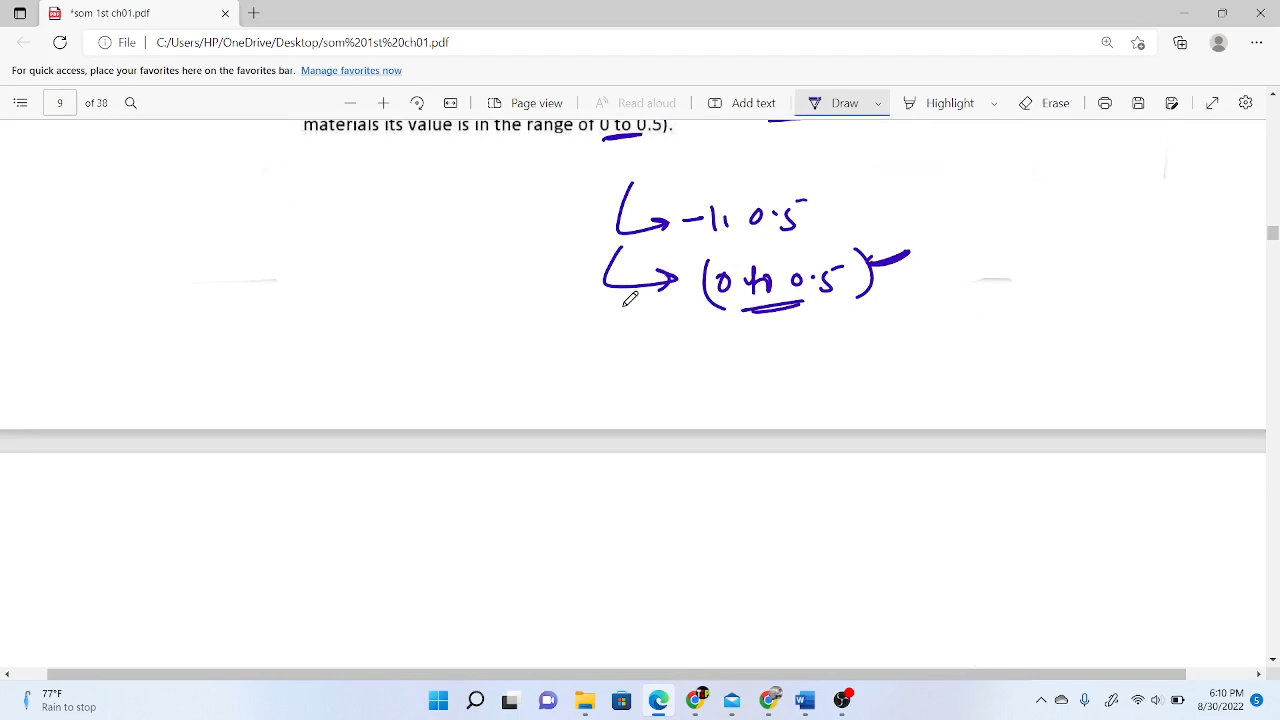 *som 1st ch01.pdf
File C:/Users/HP/OneDrive/Desktop/som%201st%20ch01.pdf
For quick access, place your favorites here on the favorites bar. Manage favorites now
9 of 38 Page view Read aloud Add text Draw Highlight Erase
materials its value is in the range of 0 to 0.5).
-1, 0.5
(0 to 0.5)
77°F
Rain to stop
6:10 PM
8/30/2022
5